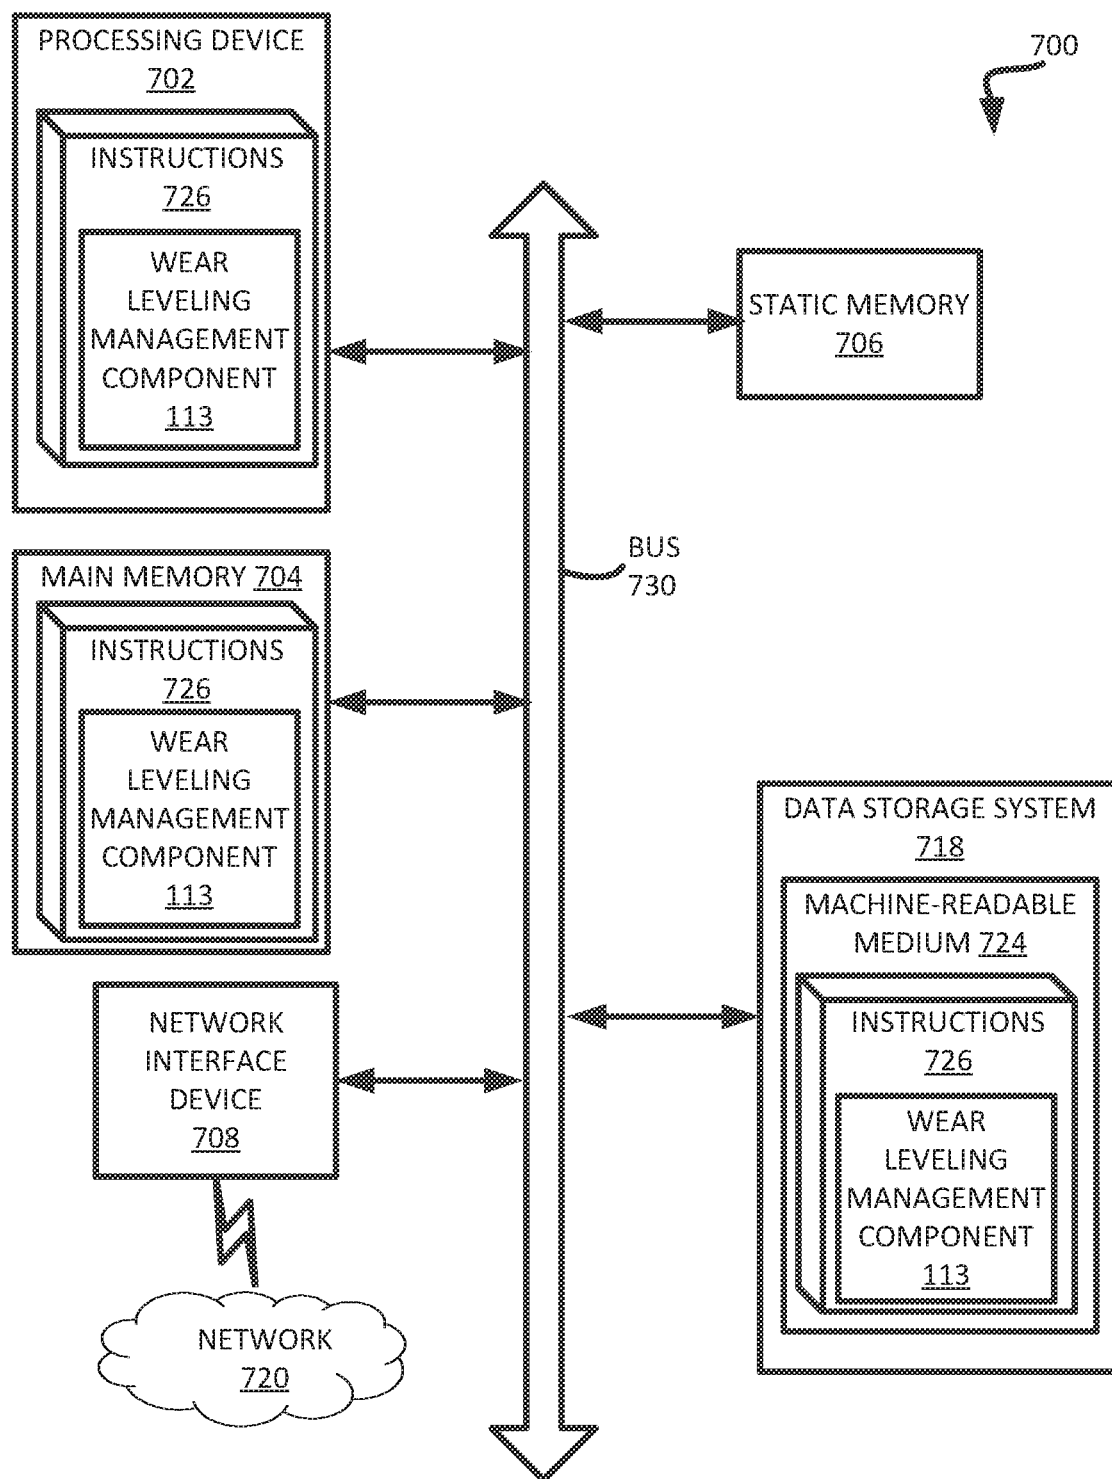 PROCESSING DEVICE
702
INSTRUCTIONS
726
WEAR
LEVELING
MANAGEMENT
COMPONENT
113
700
STATIC MEMORY
706
BUS
730
MAIN MEMORY 704
INSTRUCTIONS
726
WEAR
LEVELING
MANAGEMENT
COMPONENT
113
DATA STORAGE SYSTEM
718
MACHINE-READABLE
MEDIUM 724
INSTRUCTIONS
726
WEAR
LEVELING
MANAGEMENT
COMPONENT
113
NETWORK
INTERFACE
DEVICE
708
NETWORK
720